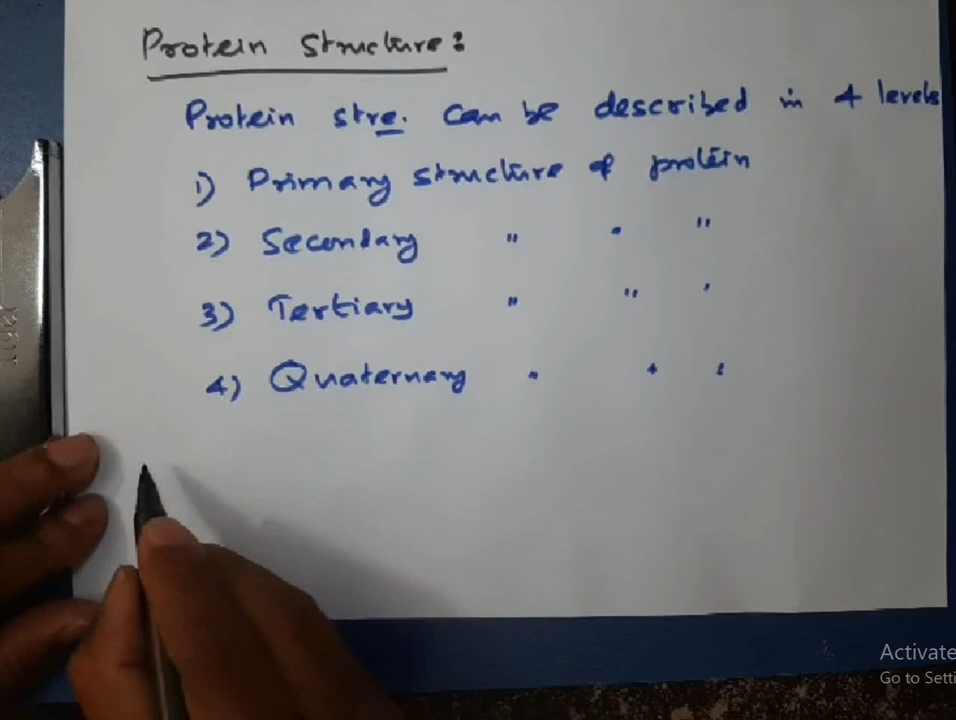 Protein Structure:
Protein stre. can be described in 4 levels
1) Primary structure of protein
2) Secondary " " "
3) Tertiary " " "
4) Quaternary " " "
Activate
Go to Setti